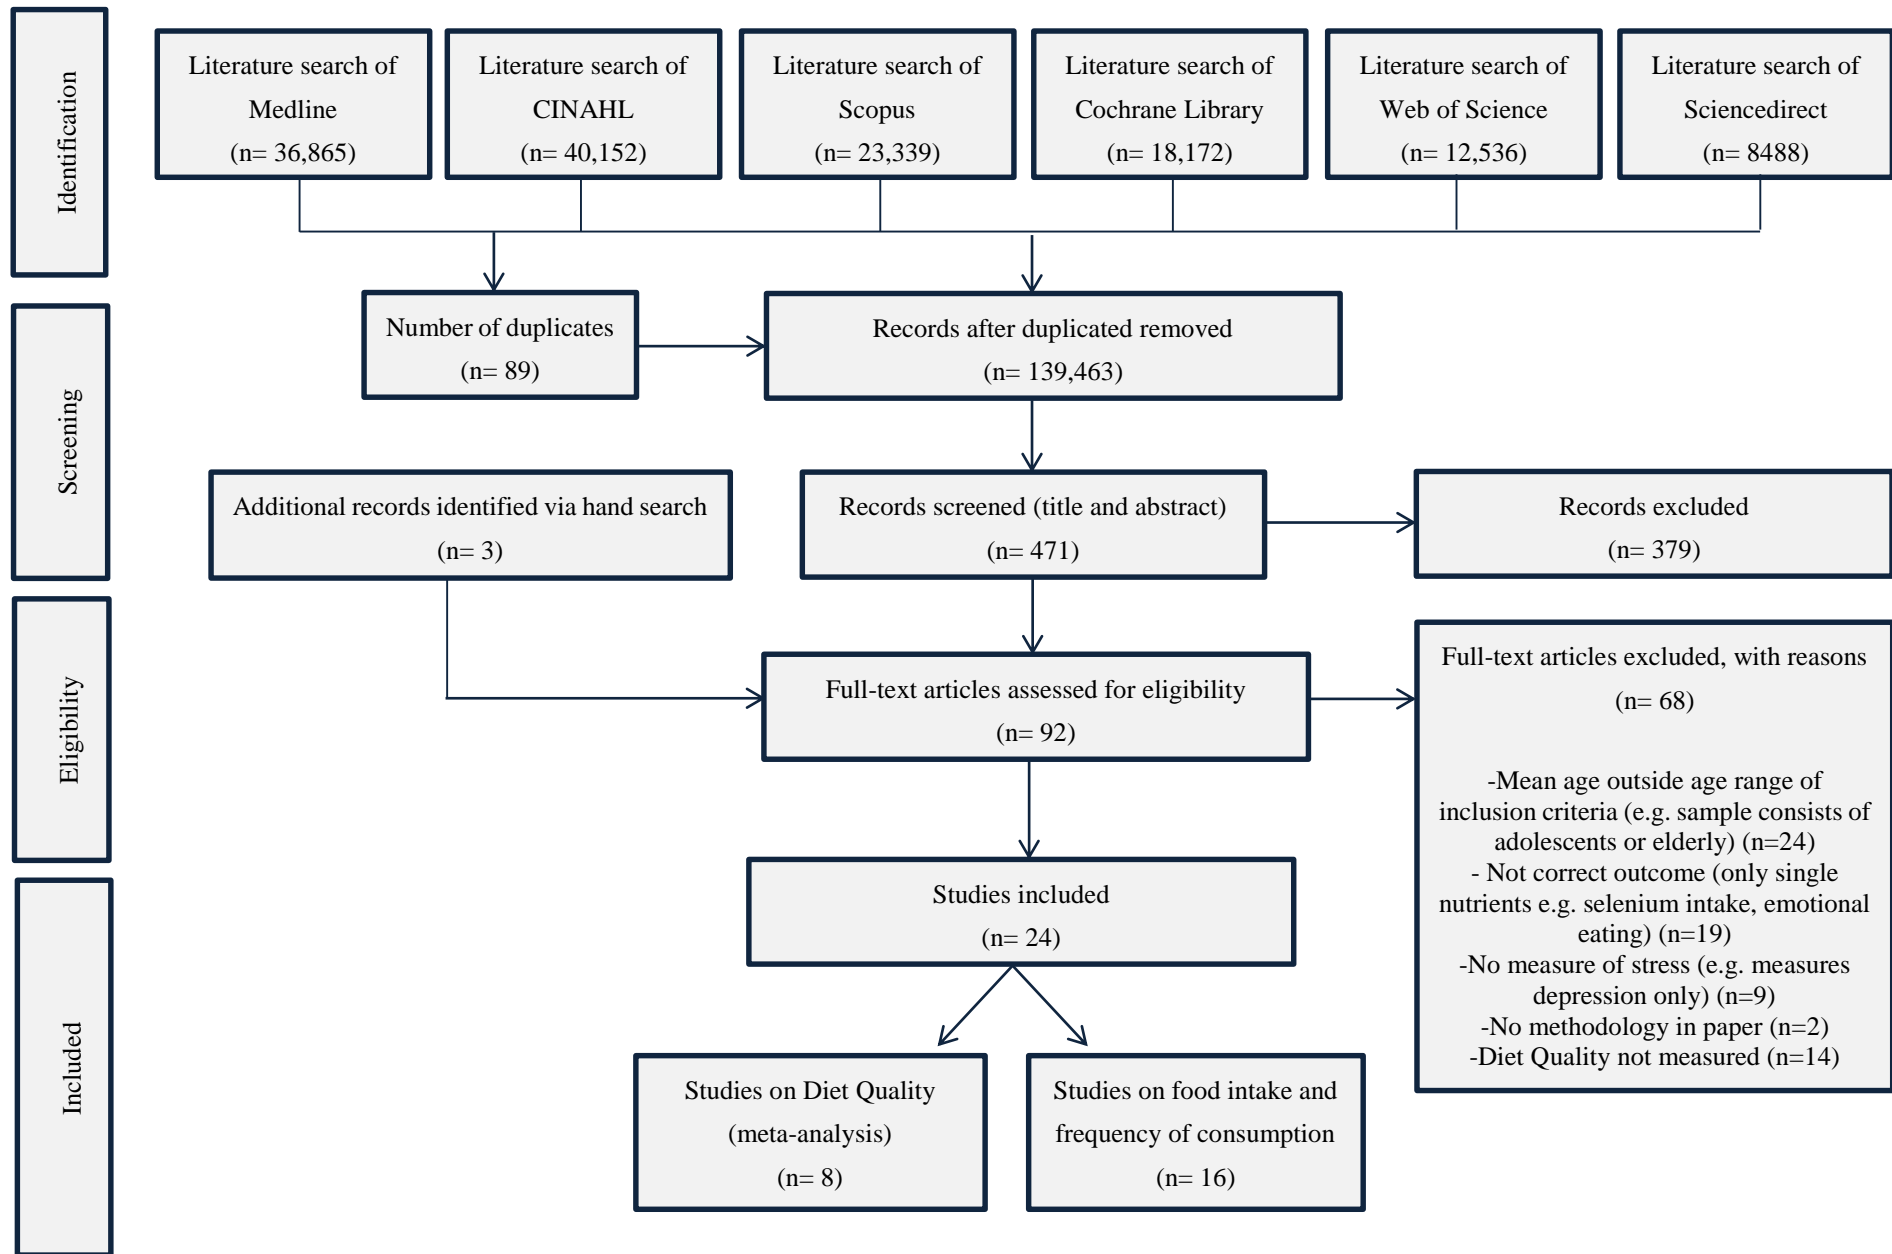 Identification
Literature search of
Medline
(n= 36,865)
Literature search of
CINAHL
(n= 40,152)
Literature search of
Scopus
(n= 23,339)
Literature search of
Cochrane Library
(n= 18,172)
Literature search of
Web of Science
(n= 12,536)
Literature search of
Sciencedirect
(n= 8488)
Screening
Number of duplicates
(n= 89)
Records after duplicated removed
(n= 139,463)
Additional records identified via hand search
(n= 3)
Records screened (title and abstract)
(n= 471)
Records excluded
(n= 379)
Eligibility
Full-text articles assessed for eligibility
(n= 92)
Full-text articles excluded, with reasons
(n= 68)
-Mean age outside age range of
inclusion criteria (e.g. sample consists of
adolescents or elderly) (n=24)
- Not correct outcome (only single
nutrients e.g. selenium intake, emotional
eating) (n=19)
-No measure of stress (e.g. measures
depression only) (n=9)
-No methodology in paper (n=2)
-Diet Quality not measured (n=14)
Included
Studies included
(n= 24)
Studies on Diet Quality
(meta-analysis)
(n= 8)
Studies on food intake and
frequency of consumption
(n= 16)